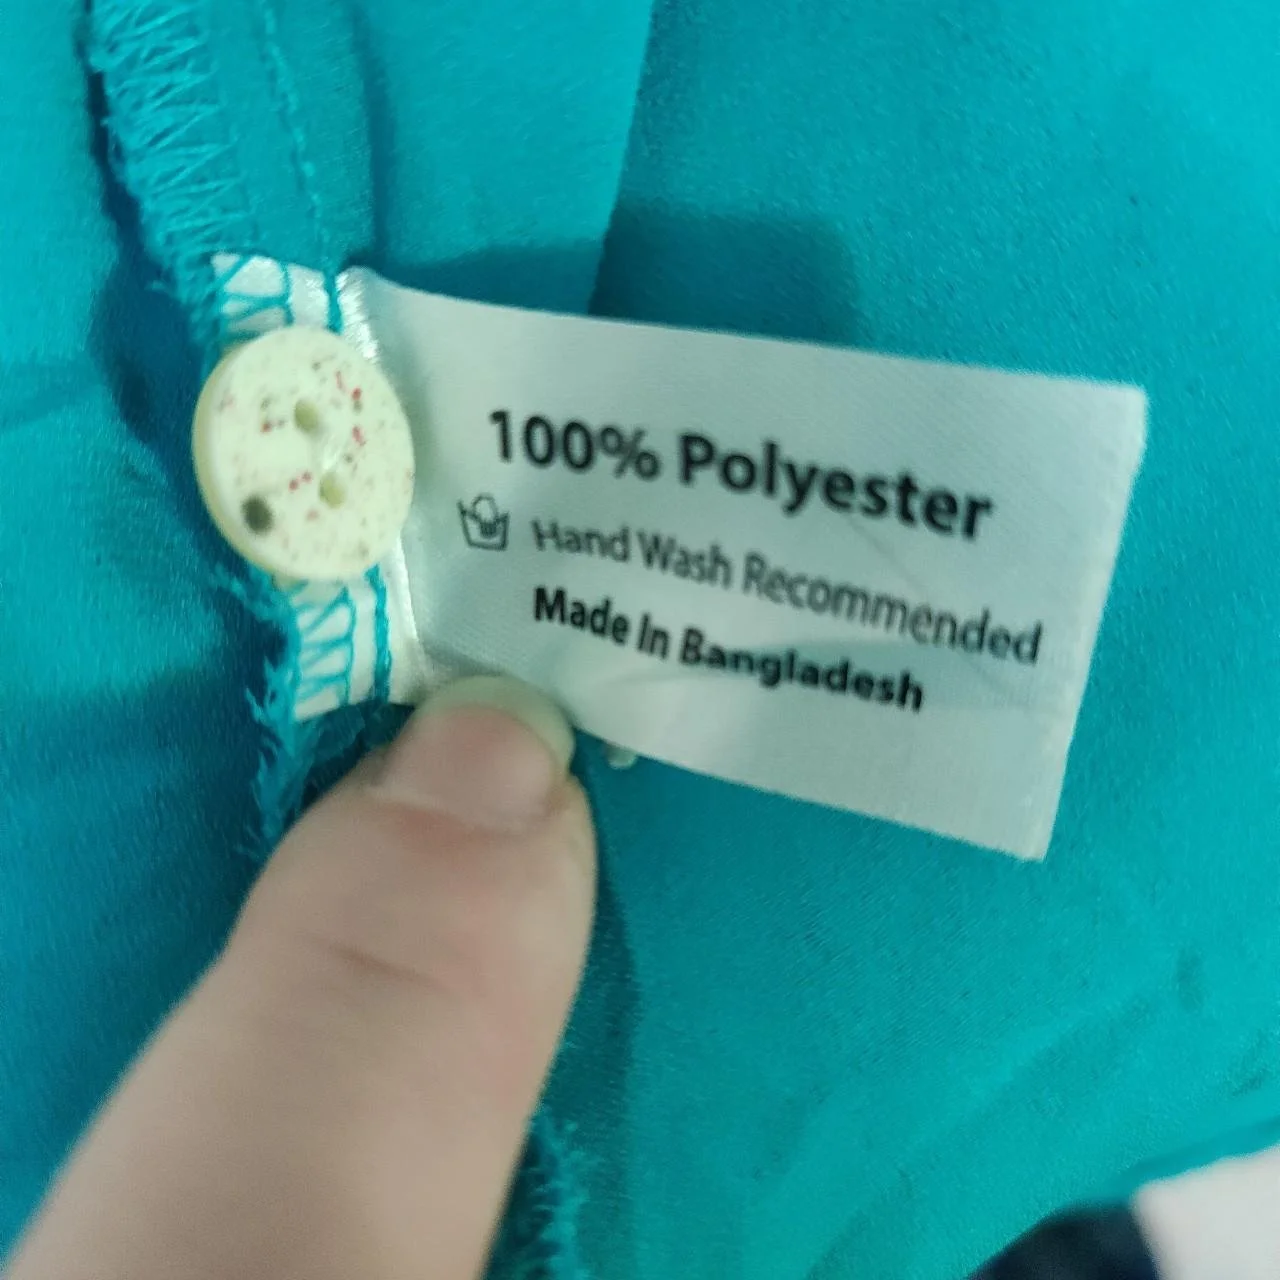 100% Polyester
Hand Wash Recommended
Made In Bangladesh